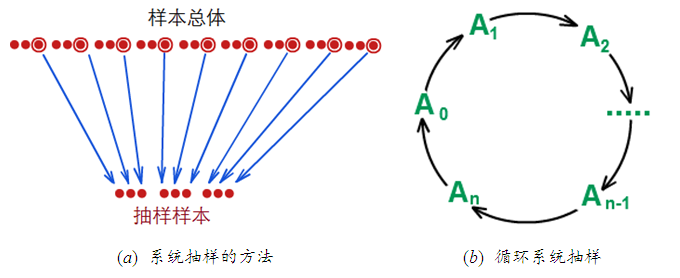 样本总体
抽样样本
(a) 系统抽样的方法
A1
A2
......
An-1
An
A0
(b) 循环系统抽样